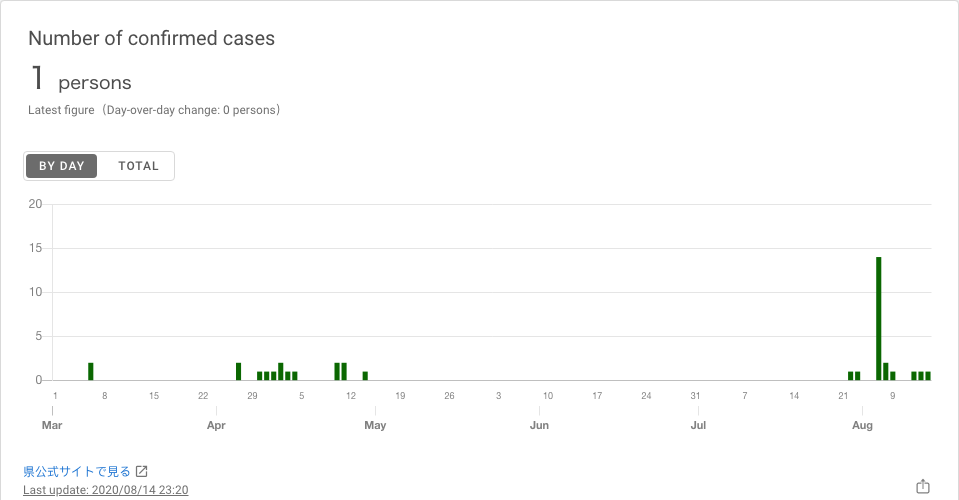 Number of confirmed cases
1 persons
Latest figure（Day-over-day change: 0 persons）
BY DAY TOTAL
20
15
10
5
0
1 8 15 22 29 5 12 19 26 3 10 17 24 31 7 14 21 9
Mar Apr May Jun Jul Aug
県公式サイトで見る
Last update: 2020/08/14 23:20